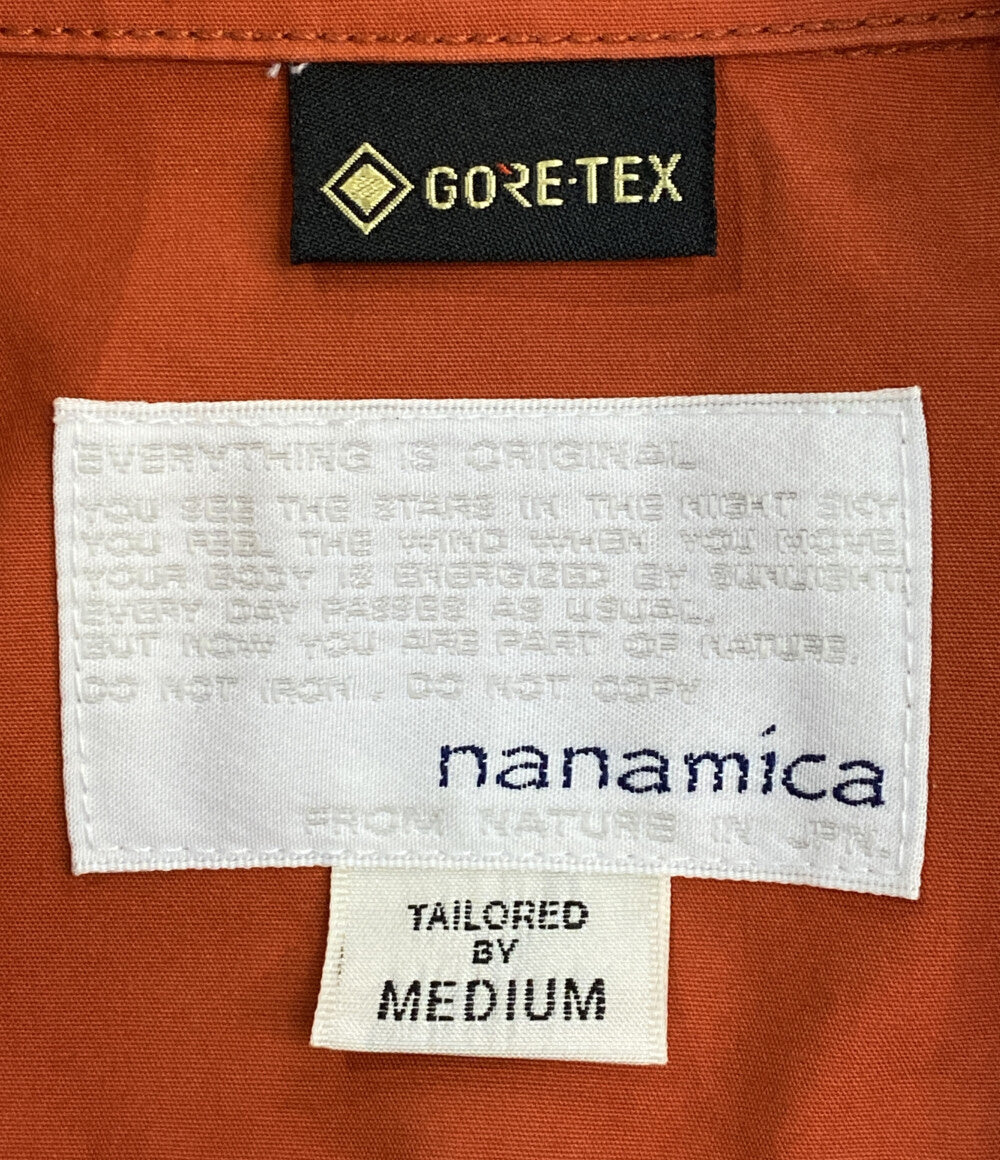 GORE-TEX
EVERYTHING IS ORIGINAL
YOU SEE THE STARS IN THE NIGHT SKY.
YOU FEEL THE WIND WHEN YOU MOVE
YOUR BODY IS ENERGIZED BY SUNLIGHT.
EVERY DAY PASSES AS USUAL,
BUT NOW YOU ARE PART OF NATURE.
DO NOT IRON . DO NOT COPY
nanamica
FROM NATURE IN JPN.
TAILORED
BY
MEDIUM